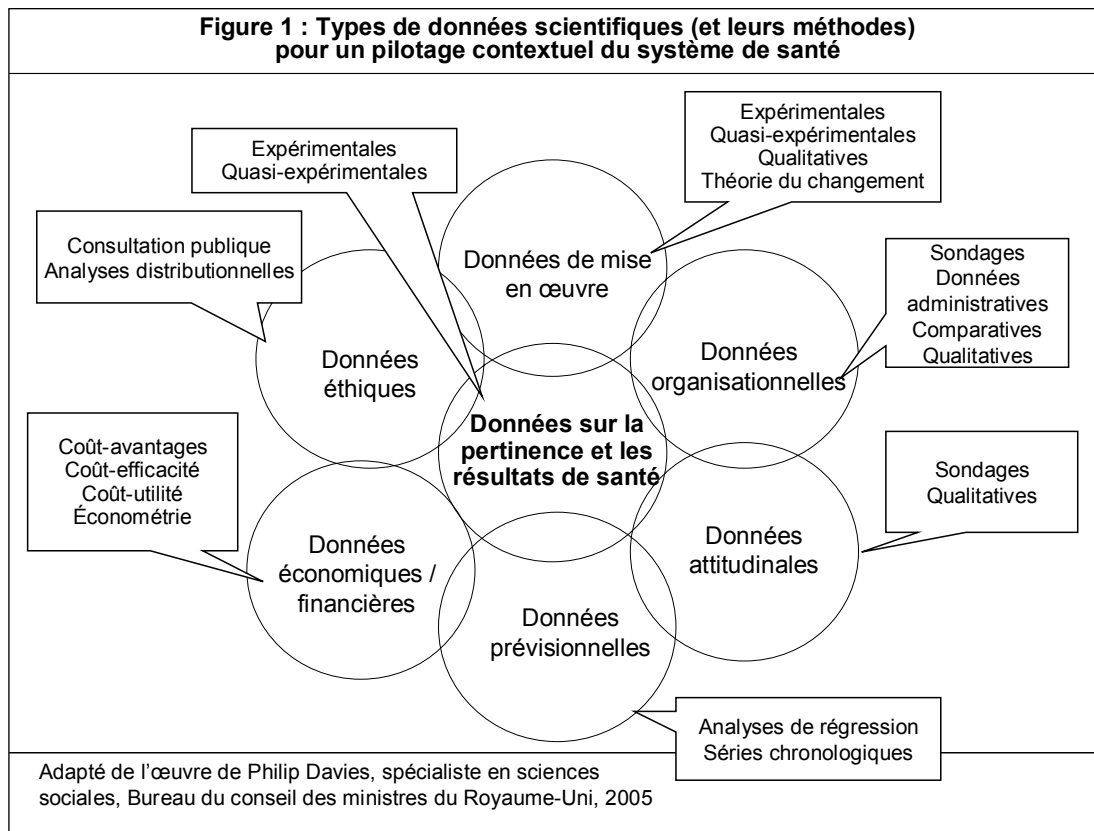 Figure 1 : Types de données scientifiques (et leurs méthodes)
pour un pilotage contextuel du système de santé
Expérimentales
Quasi-expérimentales
Qualitatives
Théorie du changement
Expérimentales
Quasi-expérimentales
Consultation publique
Analyses distributionnelles
Données de mise
en œuvre
Sondages
Données
administratives
Comparatives
Qualitatives
Données
éthiques
Données
organisationnelles
Données sur la
pertinence et les
résultats de santé
Coût-avantages
Coût-efficacité
Coût-utilité
Économétrie
Sondages
Qualitatives
Données
économiques /
financières
Données
attitudinales
Données
prévisionnelles
Analyses de régression
Séries chronologiques
Adapté de l’œuvre de Philip Davies, spécialiste en sciences
sociales, Bureau du conseil des ministres du Royaume-Uni, 2005